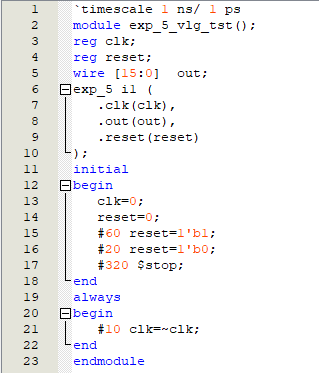 1 `timescale 1 ns/ 1 ps
2 module exp_5_vlg_tst();
3 reg clk;
4 reg reset;
5 wire [15:0]  out;
6 exp_5 i1 (
7 .clk(clk),
8 .out(out),
9 .reset(reset)
10 );
11 initial
12 begin
13 clk=0;
14 reset=0;
15 #60 reset=1'b1;
16 #20 reset=1'b0;
17 #320 $stop;
18 end
19 always
20 begin
21 #10 clk=~clk;
22 end
23 endmodule